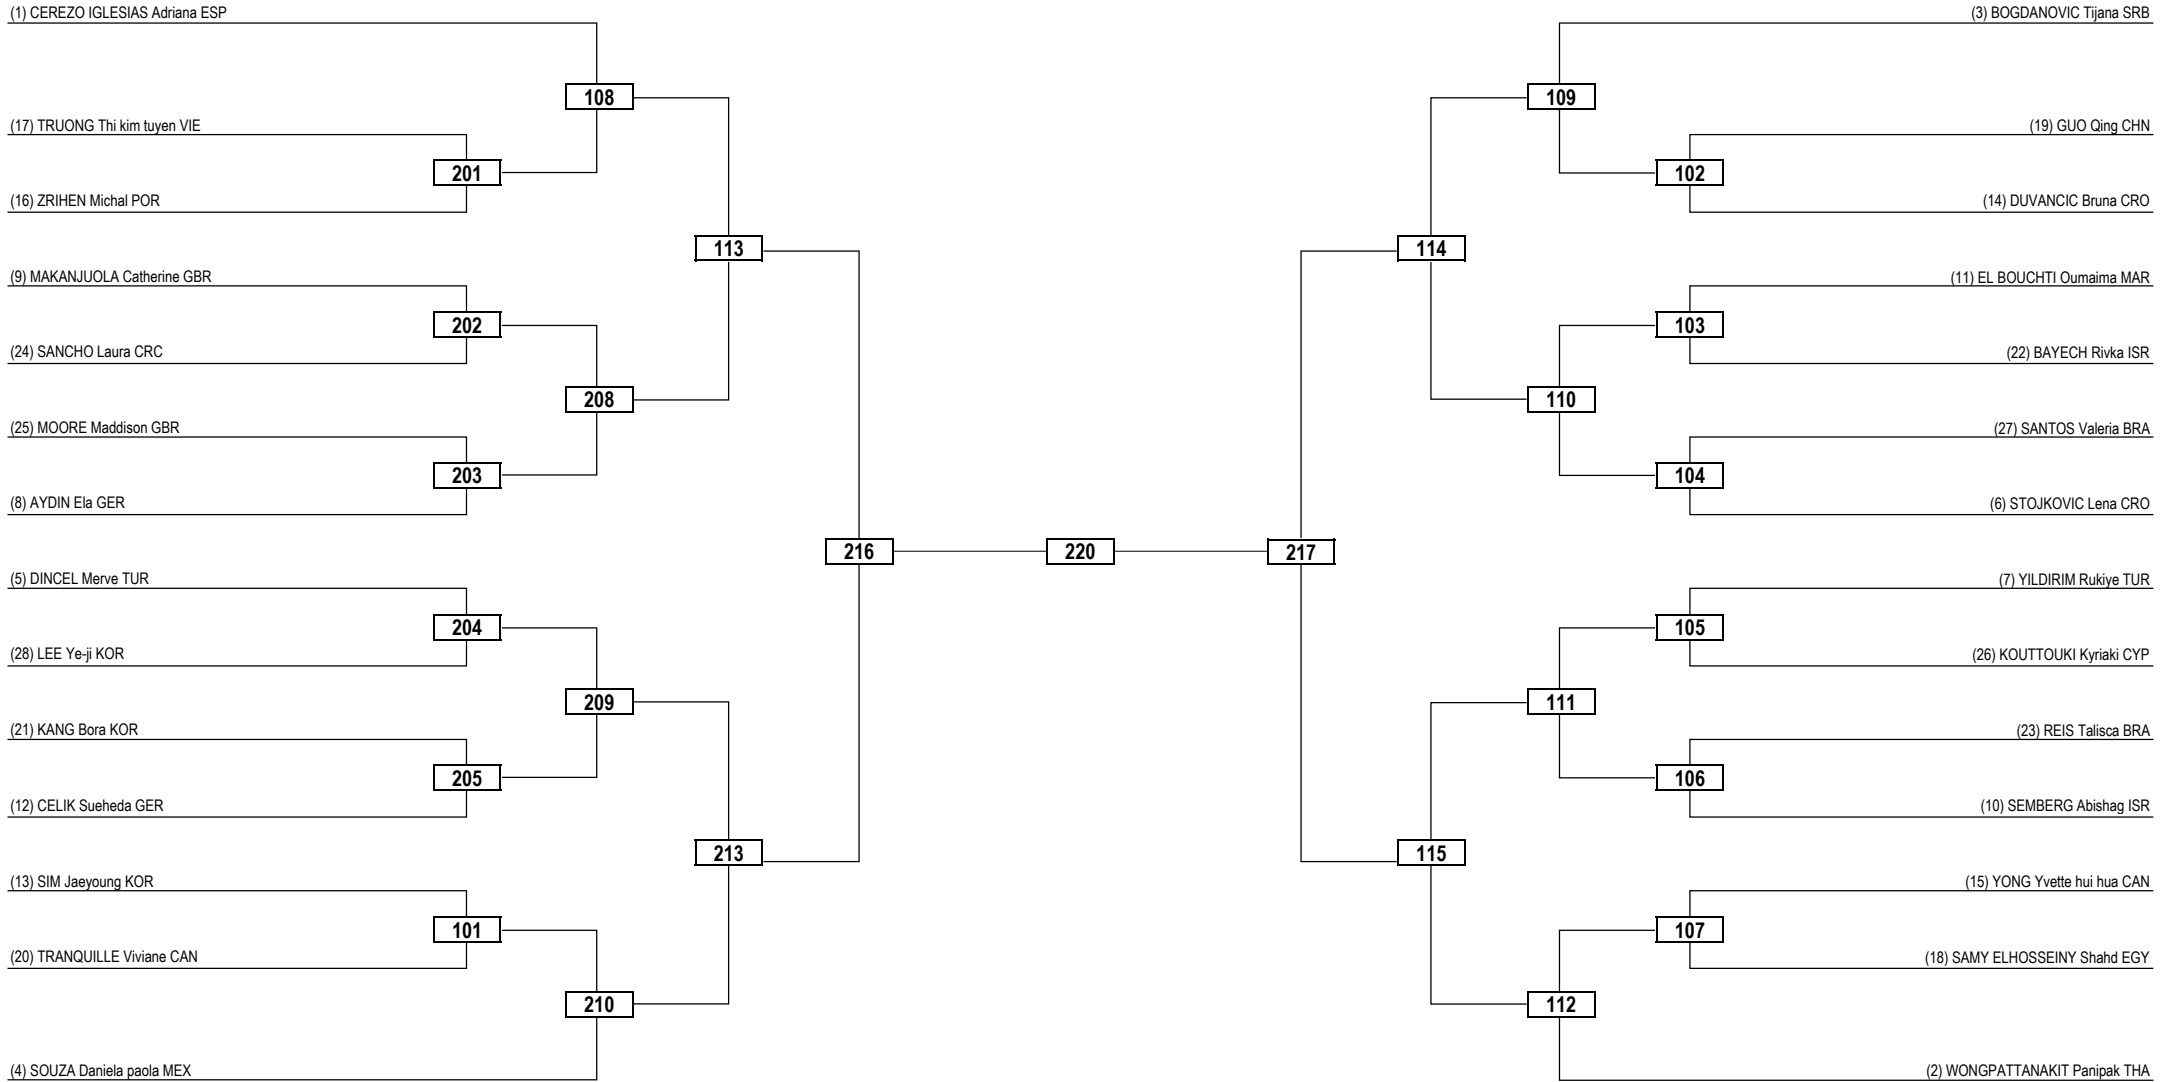 (1) CEREZO IGLESIAS Adriana ESP
(3) BOGDANOVIC Tijana SRB
108
109
(17) TRUONG Thi kim tuyen VIE
(19) GUO Qing CHN
201
102
(16) ZRIHEN Michal POR
(14) DUVANCIC Bruna CRO
113
114
(9) MAKANJUOLA Catherine GBR
(11) EL BOUCHTI Oumaima MAR
202
103
(24) SANCHO Laura CRC
(22) BAYECH Rivka ISR
208
110
(25) MOORE Maddison GBR
(27) SANTOS Valeria BRA
203
104
(8) AYDIN Ela GER
(6) STOJKOVIC Lena CRO
216
220
217
(5) DINCEL Merve TUR
(7) YILDIRIM Rukiye TUR
204
105
(28) LEE Ye-ji KOR
(26) KOUTTOUKI Kyriaki CYP
209
111
(21) KANG Bora KOR
(23) REIS Talisca BRA
205
106
(12) CELIK Sueheda GER
(10) SEMBERG Abishag ISR
213
115
(13) SIM Jaeyoung KOR
(15) YONG Yvette hui hua CAN
101
107
(20) TRANQUILLE Viviane CAN
(18) SAMY ELHOSSEINY Shahd EGY
210
112
(4) SOUZA Daniela paola MEX
(2) WONGPATTANAKIT Panipak THA